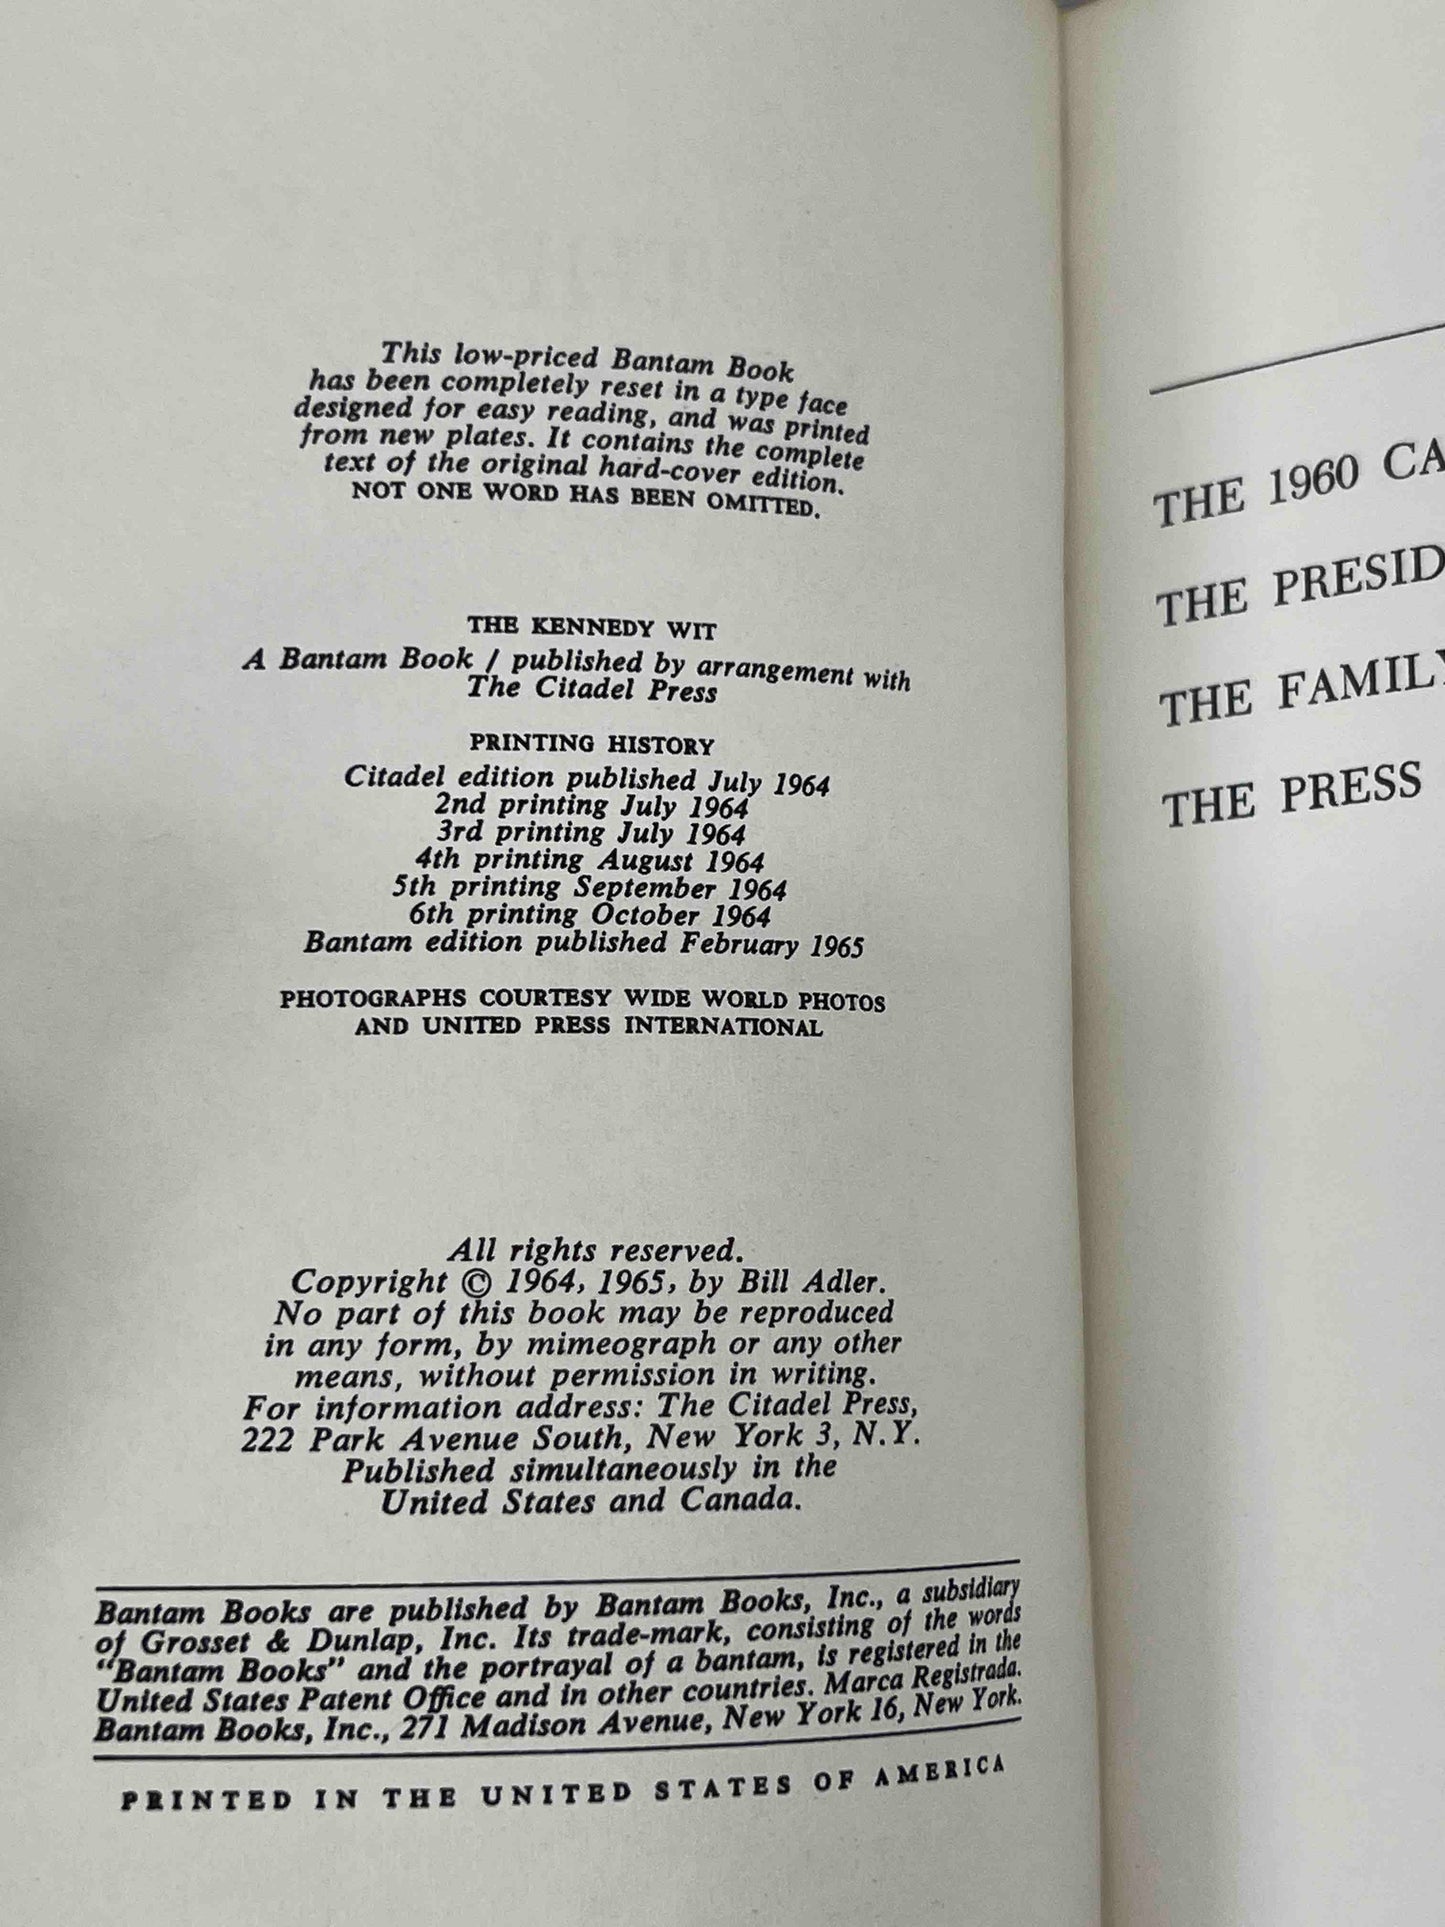 This low-priced Bantam Book
has been completely reset in a type face
designed for easy reading, and was printed
from new plates. It contains the complete
text of the original hard-cover edition.
NOT ONE WORD HAS BEEN OMITTED.
THE KENNEDY WIT
A Bantam Book / published by arrangement with
The Citadel Press
PRINTING HISTORY
Citadel edition published July 1964
2nd printing July 1964
3rd printing July 1964
4th printing August 1964
5th printing September 1964
6th printing October 1964
Bantam edition published February 1965
PHOTOGRAPHS COURTESY WIDE WORLD PHOTOS
AND UNITED PRESS INTERNATIONAL
All rights reserved.
Copyright © 1964, 1965, by Bill Adler.
No part of this book may be reproduced
in any form, by mimeograph or any other
means, without permission in writing.
For information address: The Citadel Press,
222 Park Avenue South, New York 3, N.Y.
Published simultaneously in the
United States and Canada.
Bantam Books are published by Bantam Books, Inc., a subsidiary
of Grosset & Dunlap, Inc. Its trade-mark, consisting of the words
"Bantam Books" and the portrayal of a bantam, is registered in the
United States Patent Office and in other countries. Marca Registrada.
Bantam Books, Inc., 271 Madison Avenue, New York 16, New York.
PRINTED IN THE UNITED STATES OF AMERICA
THE 1960 CA
THE PRESID
THE FAMILY
THE PRESS